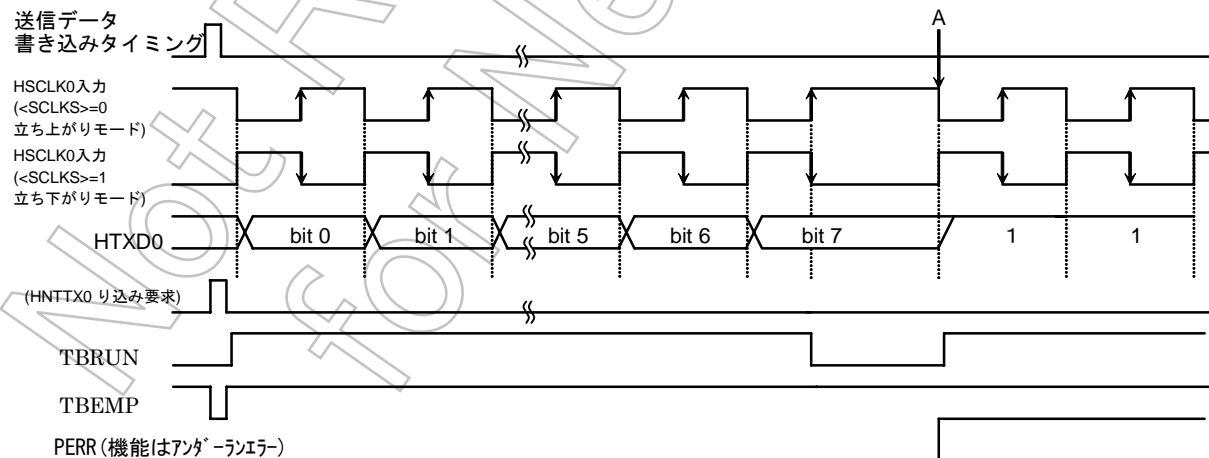 送信データ
書き込みタイミング
A
HSCLK0入力
(<SCLKS>=0
立ち上がりモード)
HSCLK0入力
(<SCLKS>=1
立ち下がりモード)
HTXD0
bit 0
bit 1
bit 5
bit 6
bit 7
1
1
(HNTTX0 り込み要求)
TBRUN
TBEMP
PERR (機能はアンダーランエラー)